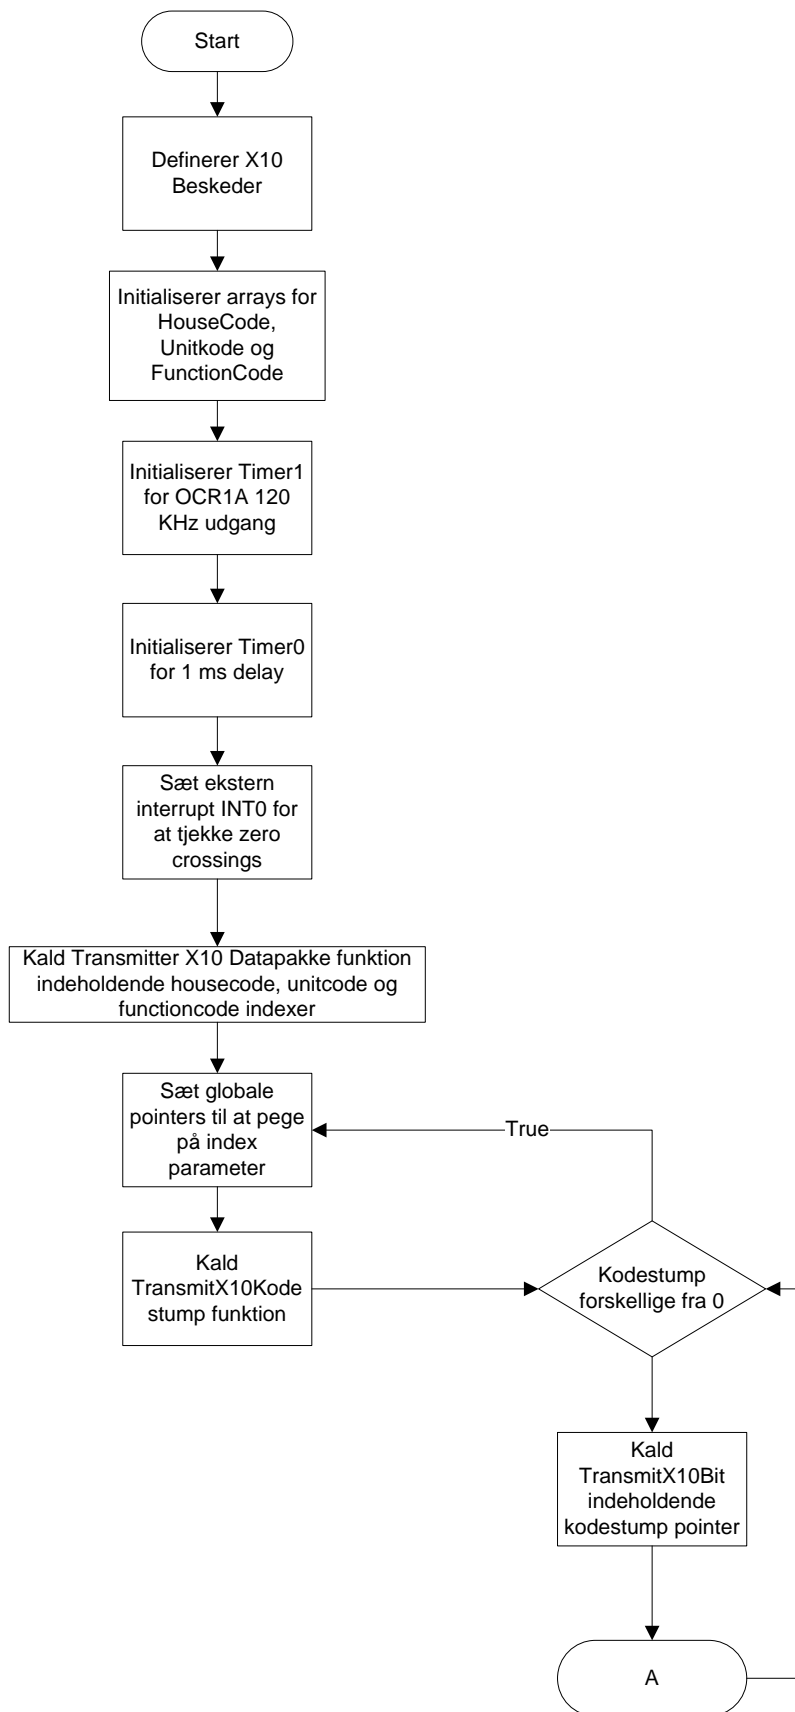 Start
Definerer X10
Beskeder
Initialiserer arrays for
HouseCode,
Unitkode og
FunctionCode
Initialiserer Timer1
for OCR1A 120
KHz udgang
Initialiserer Timer0
for 1 ms delay
Sæt ekstern
interrupt INT0 for
at tjekke zero
crossings
Kald Transmitter X10 Datapakke funktion
indeholdende housecode, unitcode og
functioncode indexer
Sæt globale
pointers til at pege
på index
parameter
True
Kald
TransmitX10Kode
stump funktion
Kodestump
forskellige fra 0
Kald
TransmitX10Bit
indeholdende
kodestump pointer
A